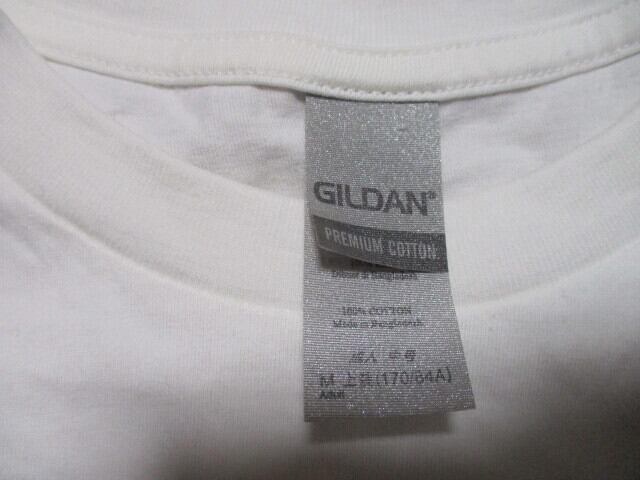 GILDAN®
PREMIUM COTTON
100% COTTON
Made in Bangladesh
成人 中号
M 上装(170/84A)
Adult